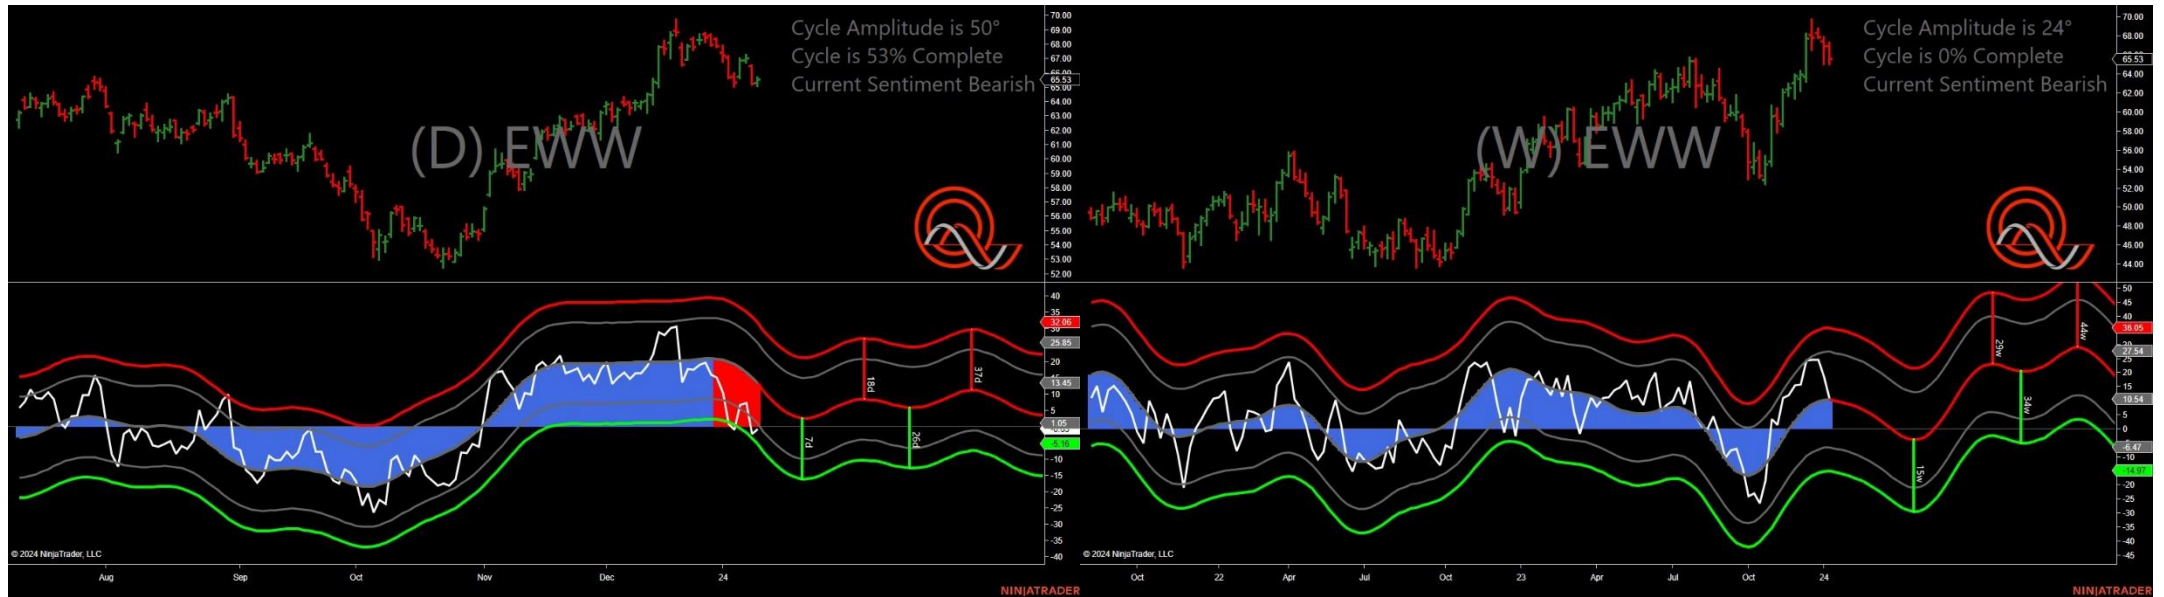 Cycle Amplitude is 50°
Cycle is 53% Complete
Current Sentiment Bearish
(D) EWW
70.00
69.00
68.00
67.00
66.00
65.53
65.00
64.00
63.00
62.00
61.00
60.00
59.00
58.00
57.00
56.00
55.00
54.00
53.00
52.00
40
35
32.06
30
25.85
20
15
13.45
10
5
1.05
-5.16
-10
-15
-20
-25
-30
-35
-40
7d
18d
26d
37d
© 2024 NinjaTrader, LLC
Aug
Sep
Oct
Nov
Dec
24
NINJATRADER
Cycle Amplitude is 24°
Cycle is 0% Complete
Current Sentiment Bearish
(W) EWW
70.00
68.00
65.53
64.00
62.00
60.00
58.00
56.00
54.00
52.00
50.00
48.00
46.00
44.00
50
45
40
36.05
30
27.54
25
20
15
10.54
5
0
-6.47
-10
-14.97
-20
-25
-30
-35
-40
-45
15w
29w
34w
44w
© 2024 NinjaTrader, LLC
Oct
22
Apr
Jul
Oct
23
Apr
Jul
Oct
24
NINJATRADER